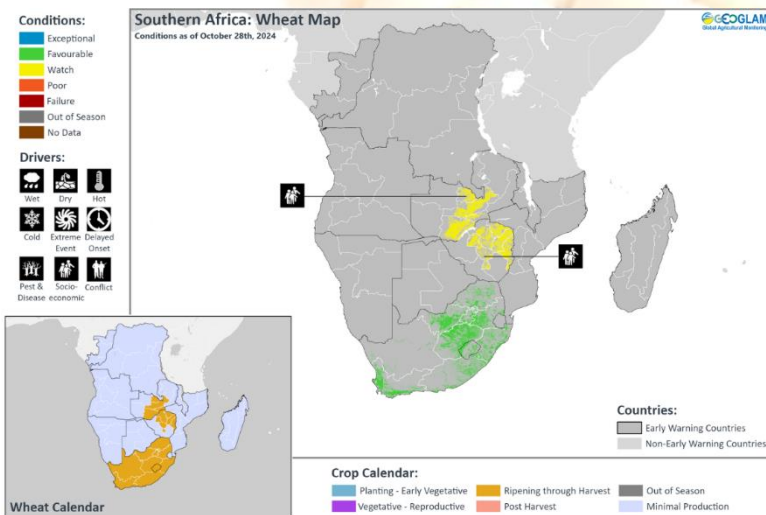 Conditions:
Exceptional
Favourable
Watch
Poor
Failure
Out of Season
No Data
Drivers:
Wet
Dry
Hot
Cold
Extreme Event
Delayed Onset
Pest & Disease
Socio-economic
Conflict
Southern Africa: Wheat Map
Conditions as of October 28th, 2024
GEOGLAM
Global Agricultural Monitoring
Wheat Calendar
Countries:
Early Warning Countries
Non-Early Warning Countries
Crop Calendar:
Planting - Early Vegetative
Vegetative - Reproductive
Ripening through Harvest
Post Harvest
Out of Season
Minimal Production